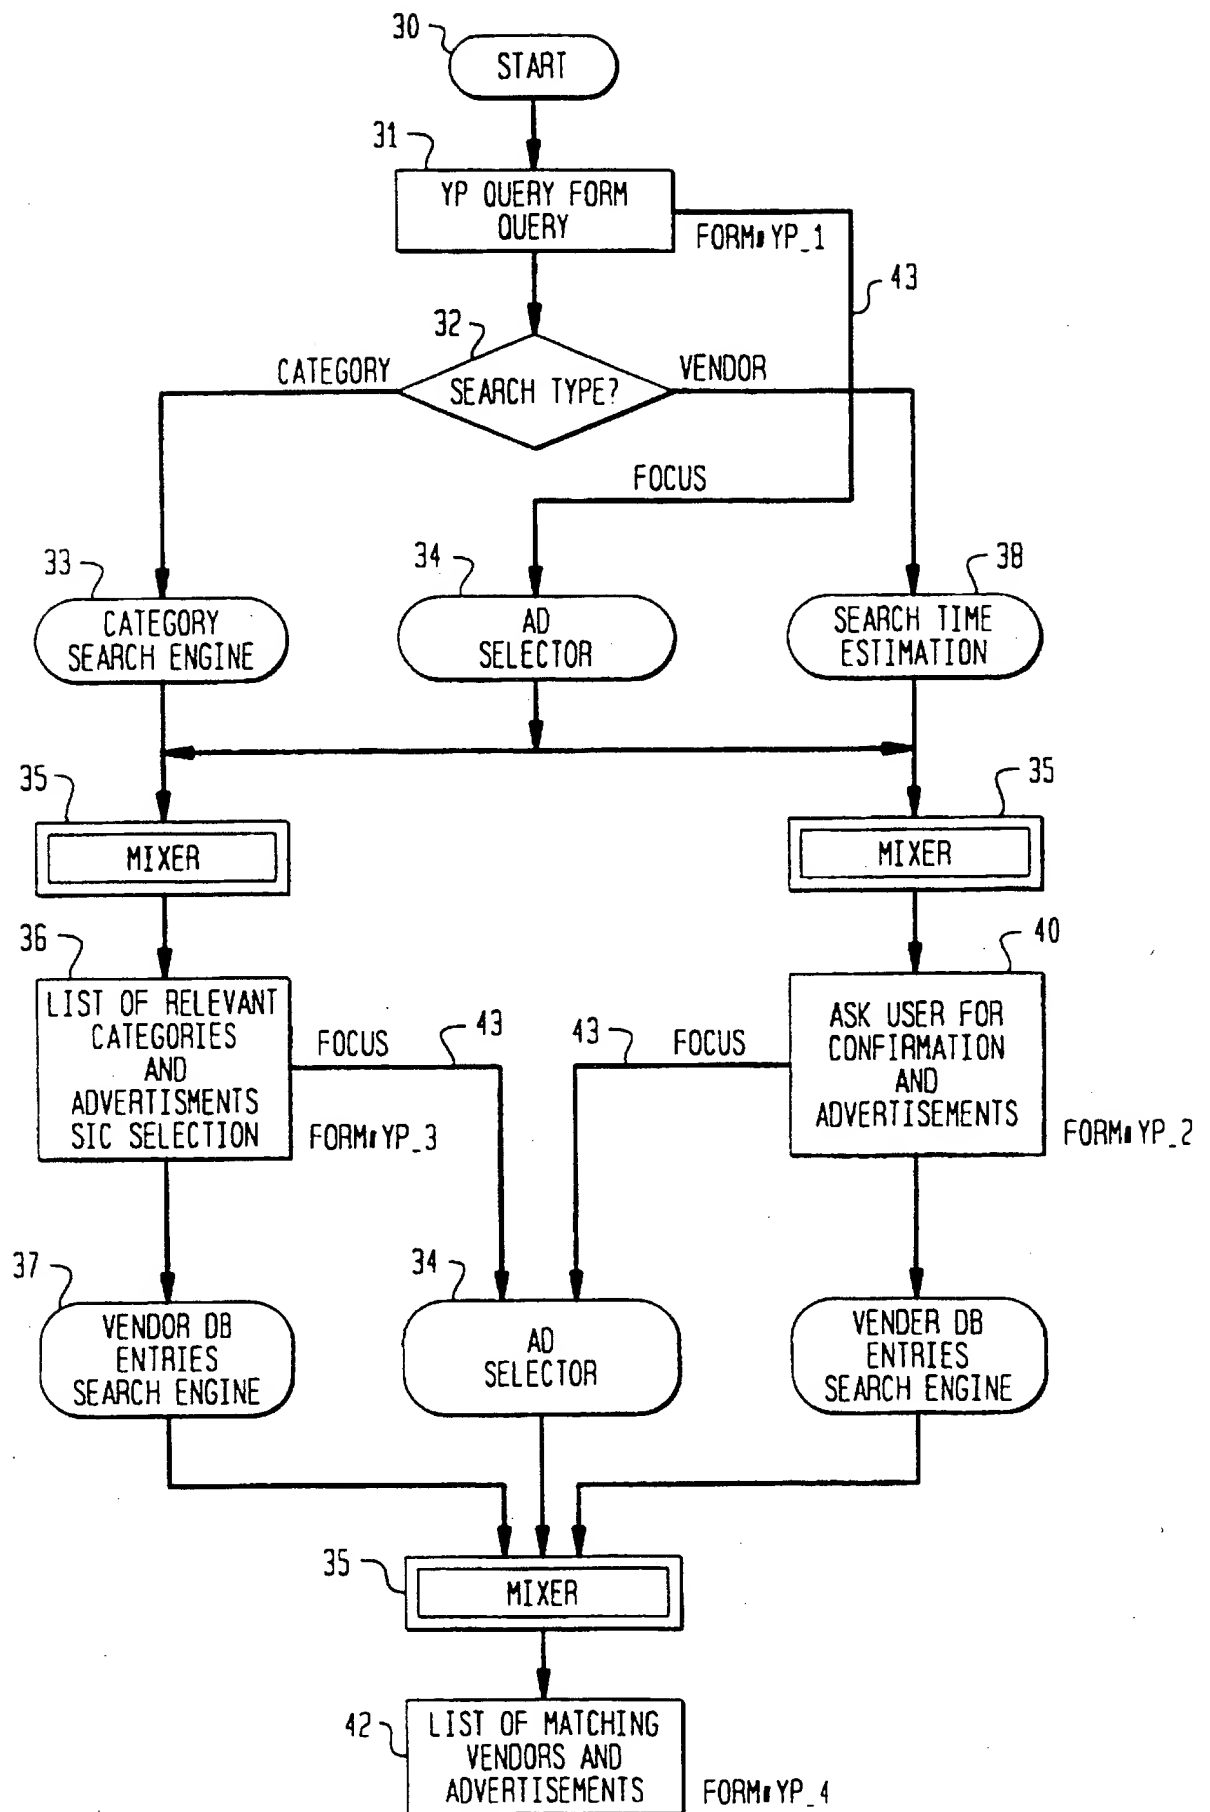 30
START
31
YP QUERY FORM
QUERY
FORM: YP_1
43
32
CATEGORY
SEARCH TYPE?
VENDOR
FOCUS
33
CATEGORY
SEARCH ENGINE
34
AD
SELECTOR
38
SEARCH TIME
ESTIMATION
35
MIXER
35
MIXER
36
LIST OF RELEVANT
CATEGORIES
AND
ADVERTISMENTS
SIC SELECTION
FOCUS
43
FORM: YP_3
43
FOCUS
40
ASK USER FOR
CONFIRMATION
AND
ADVERTISEMENTS
FORM: YP_2
37
VENDOR DB
ENTRIES
SEARCH ENGINE
34
AD
SELECTOR
VENDER DB
ENTRIES
SEARCH ENGINE
35
MIXER
42
LIST OF MATCHING
VENDORS AND
ADVERTISEMENTS
FORM: YP_4